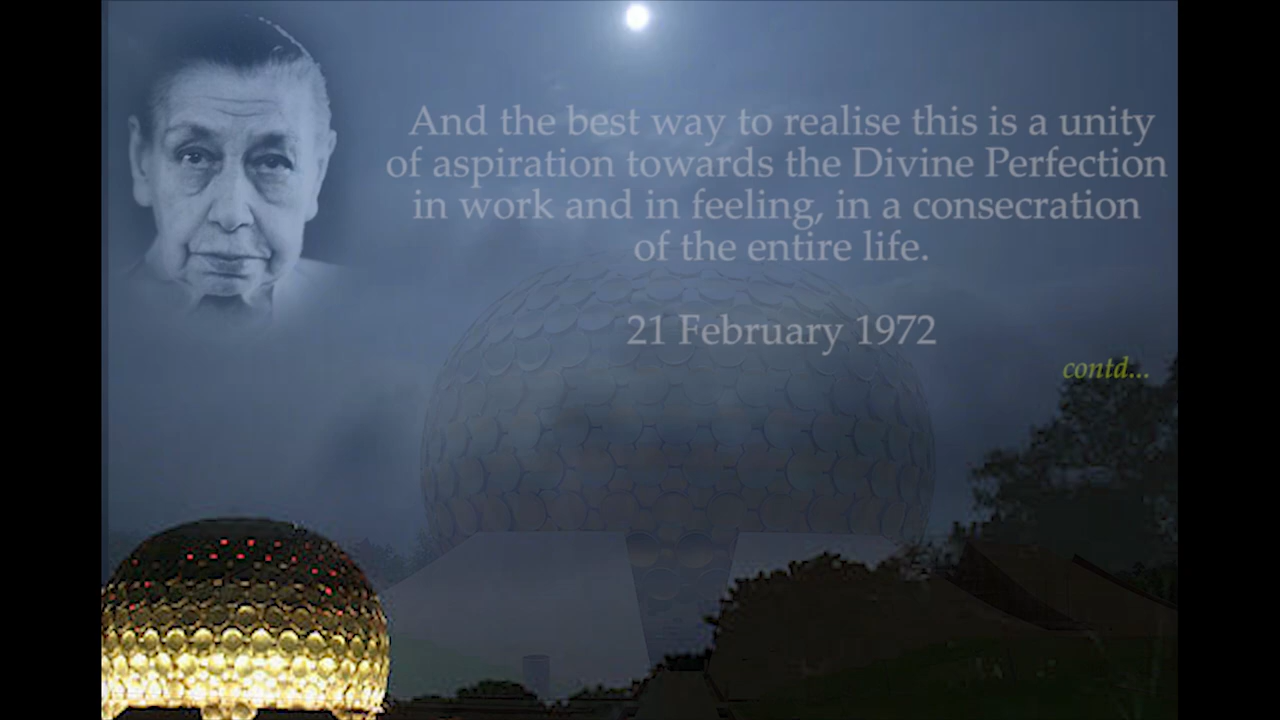 And the best way to realise this is a unity
of aspiration towards the Divine Perfection
in work and in feeling, in a consecration
of the entire life.
21 February 1972
contd...